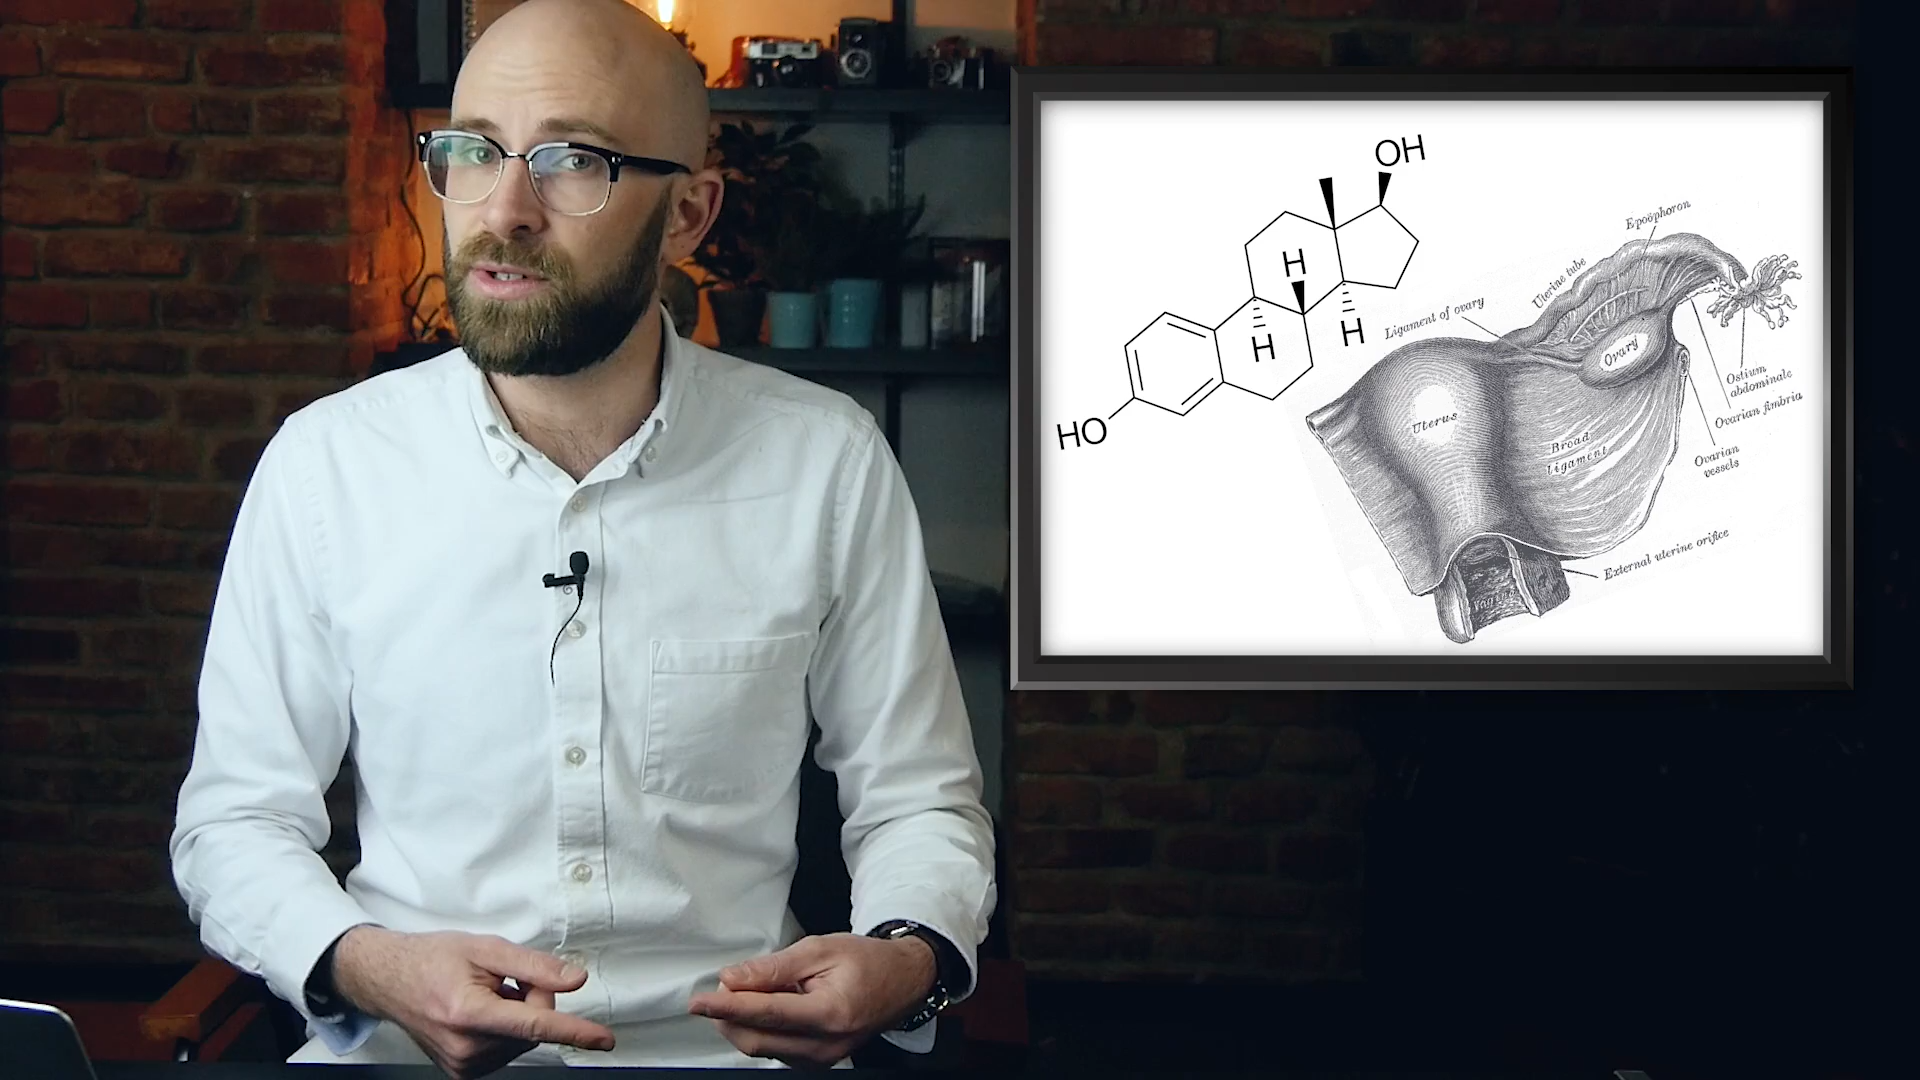 OH
H
H
H
HO
Epoöphoron
Uterine tube
Ligament of ovary
Ovary
Ostium
abdominale
Ovarian fimbria
Uterus
Broad
ligament
Ovarian
vessels
External uterine orifice
Vagina